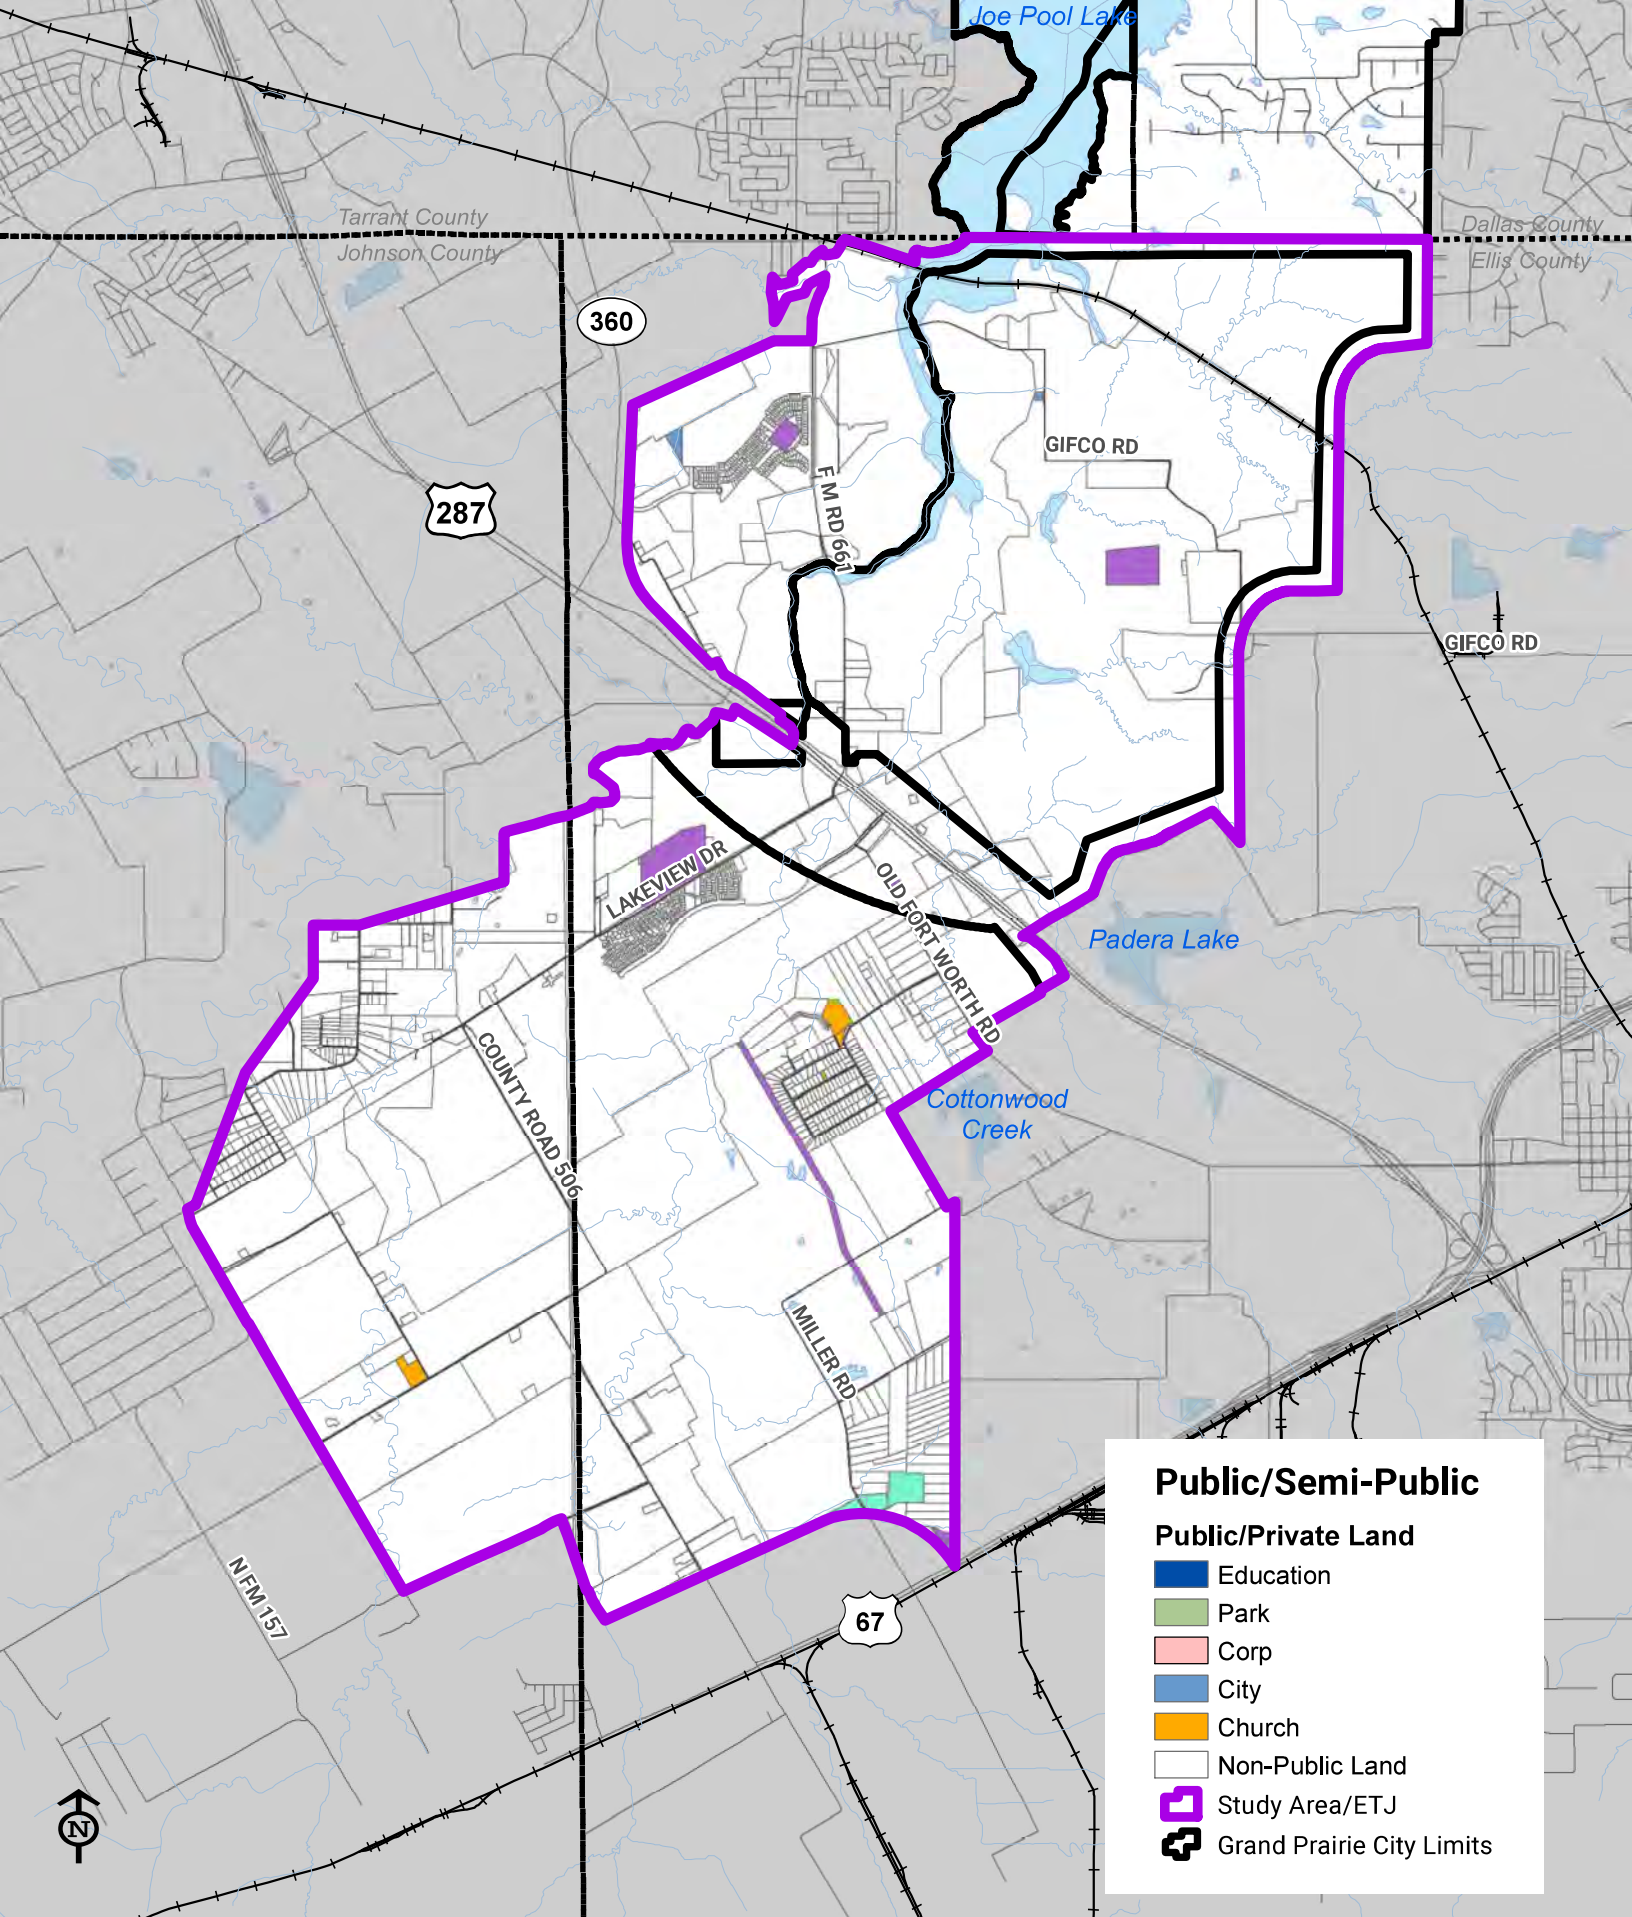 Joe Pool Lake
Tarrant County
Johnson County
Dallas County
Ellis County
360
GIFCO RD
F M RD 661
287
GIFCO RD
LAKEVIEW DR
OLD FORT WORTH RD
Padera Lake
COUNTY ROAD 506
Cottonwood
Creek
MILLER RD
N FM 157
67
Public/Semi-Public
Public/Private Land
Education
Park
Corp
City
Church
Non-Public Land
Study Area/ETJ
Grand Prairie City Limits
N